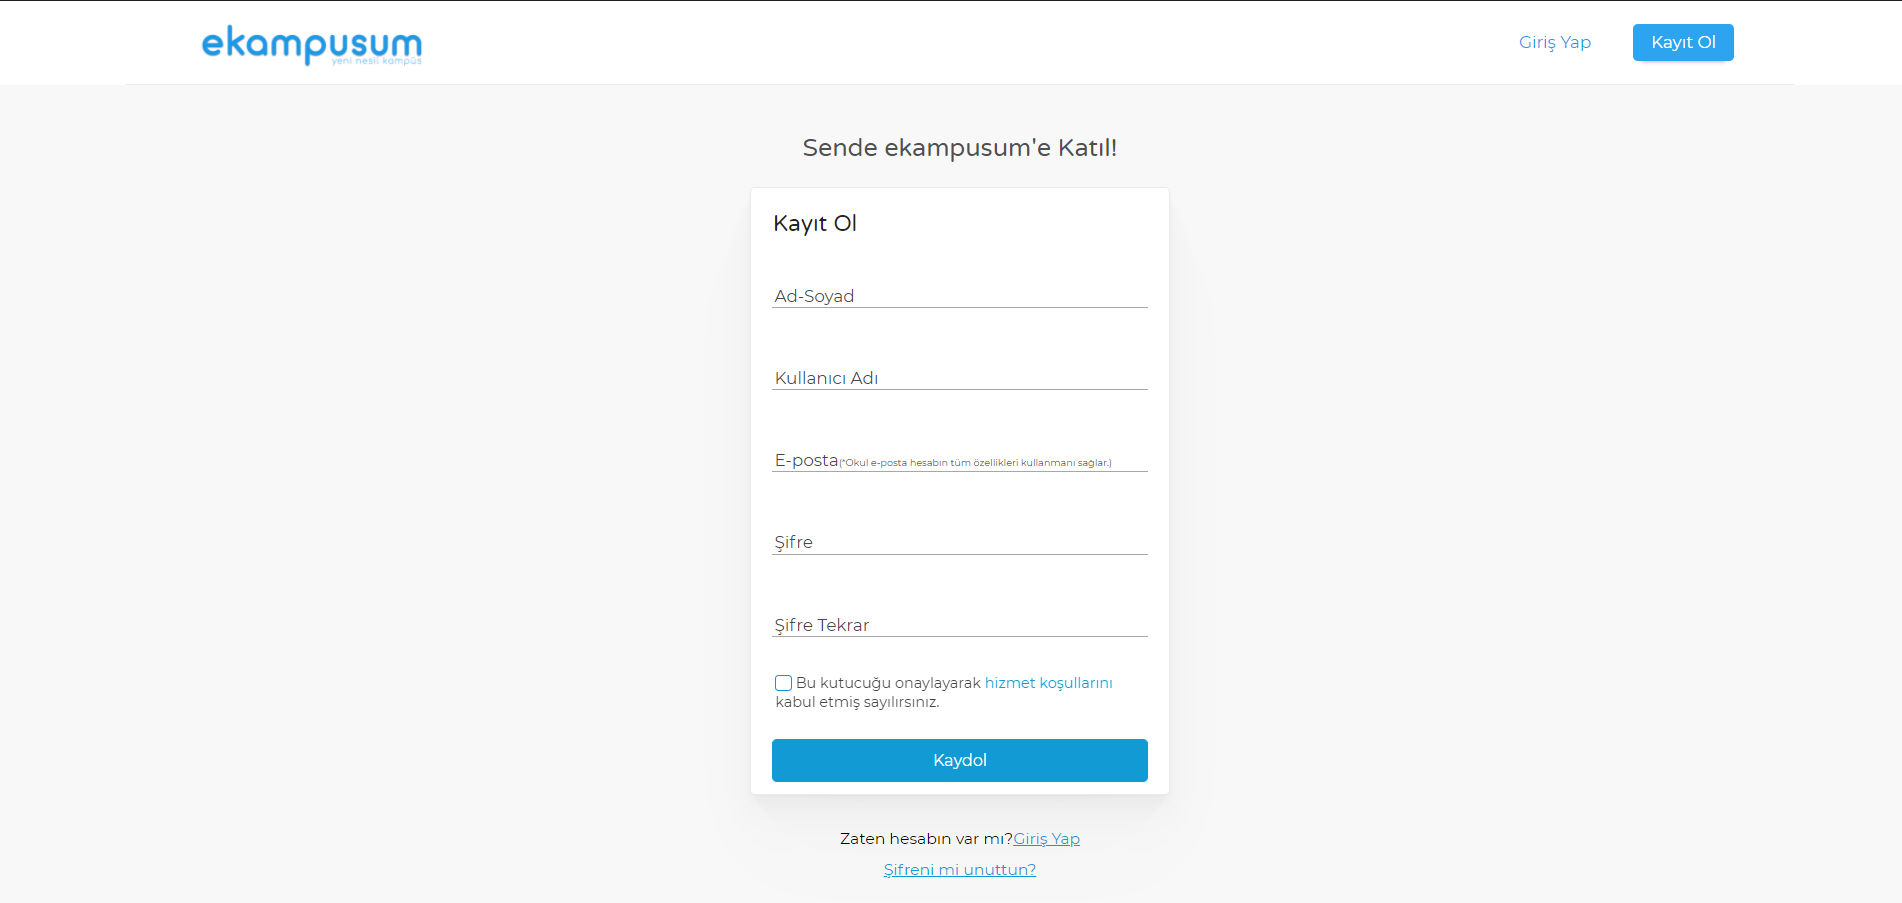 ekampusum
yeni nesil kampüs
Giriş Yap
Kayıt Ol
Sende ekampusum'e Katıl!
Kayıt Ol
Ad-Soyad
Kullanıcı Adı
E-posta(*Okul e-posta hesabın tüm özellikleri kullanmanı sağlar.)
Şifre
Şifre Tekrar
Bu kutucuğu onaylayarak hizmet koşullarını
kabul etmiş sayılırsınız.
Kaydol
Zaten hesabın var mı?Giriş Yap
Şifreni mi unuttun?